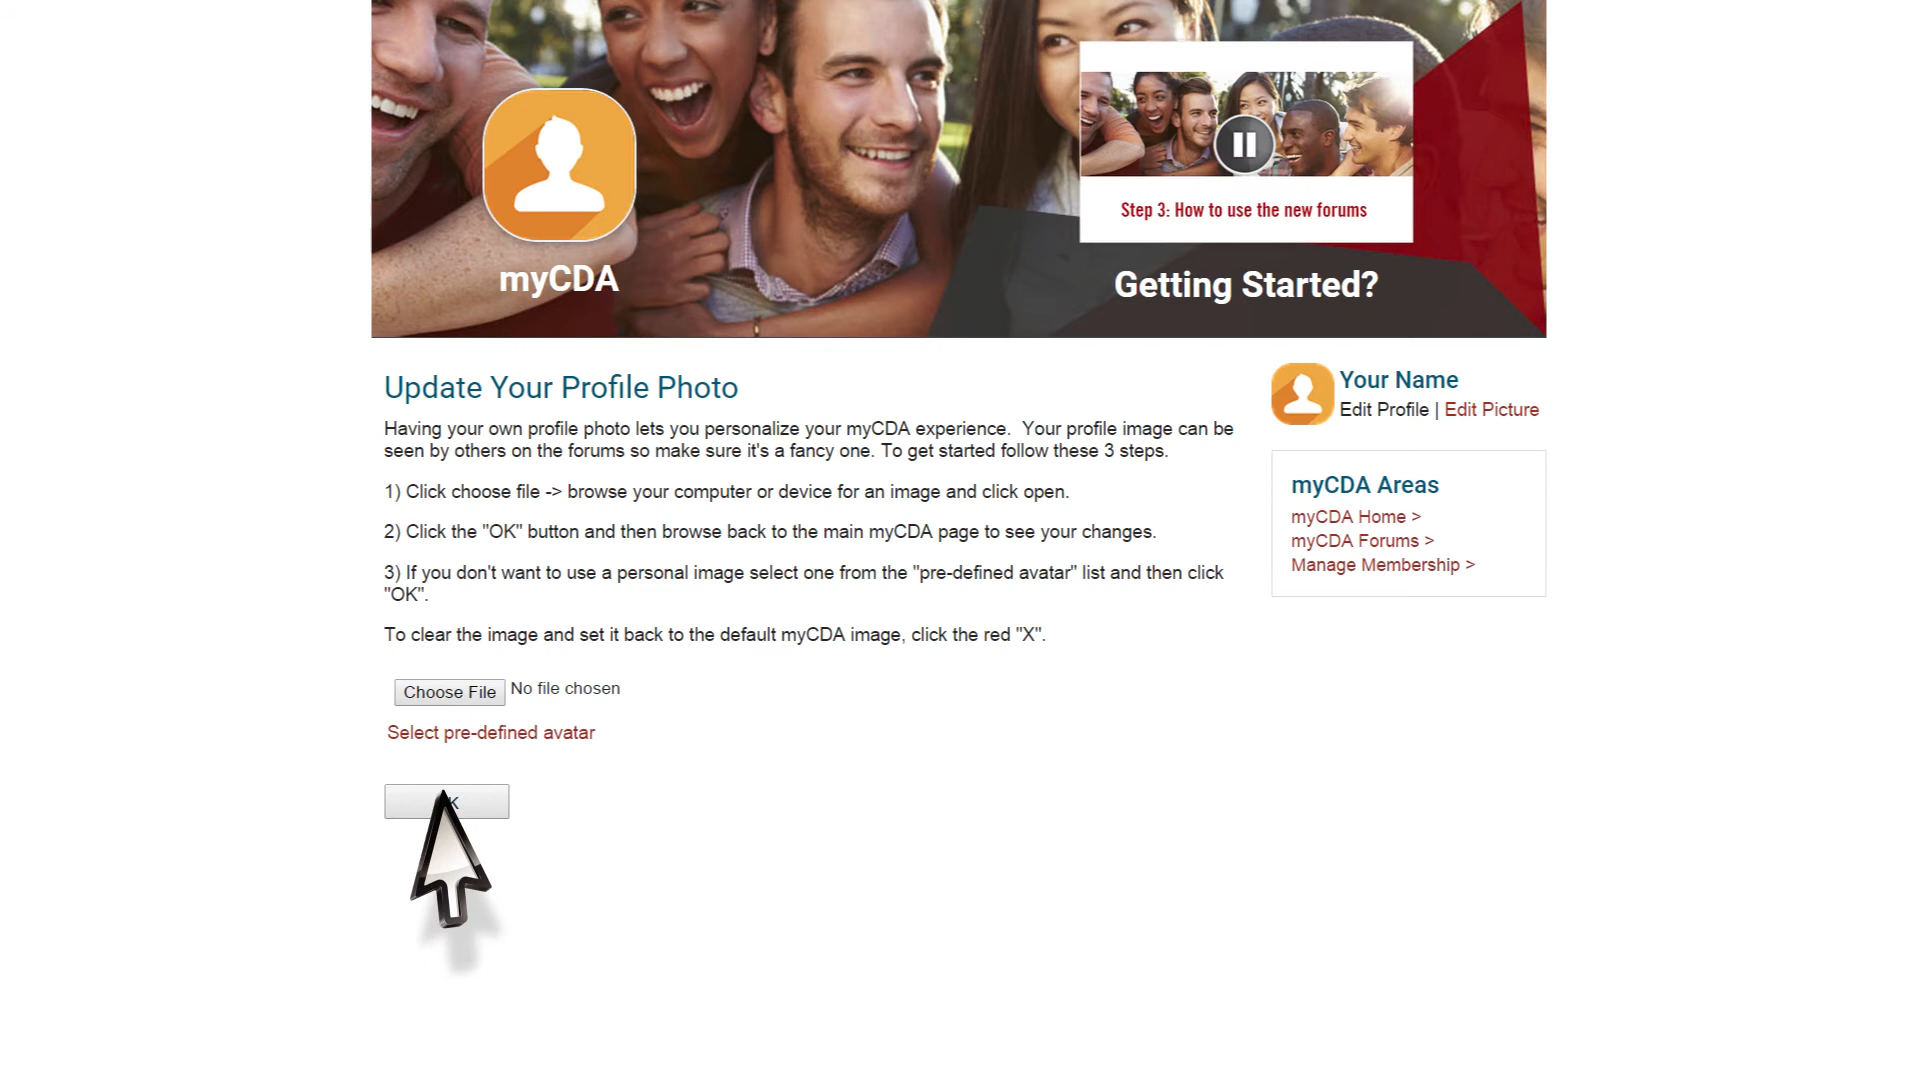 Step 3: How to use the new forums
myCDA
Getting Started?
Update Your Profile Photo
Having your own profile photo lets you personalize your myCDA experience.  Your profile image can be
seen by others on the forums so make sure it's a fancy one. To get started follow these 3 steps.
1) Click choose file -> browse your computer or device for an image and click open.
2) Click the "OK" button and then browse back to the main myCDA page to see your changes.
3) If you don't want to use a personal image select one from the "pre-defined avatar" list and then click
"OK".
To clear the image and set it back to the default myCDA image, click the red "X".
Choose File No file chosen
Select pre-defined avatar
Your Name
Edit Profile | Edit Picture
myCDA Areas
myCDA Home >
myCDA Forums >
Manage Membership >